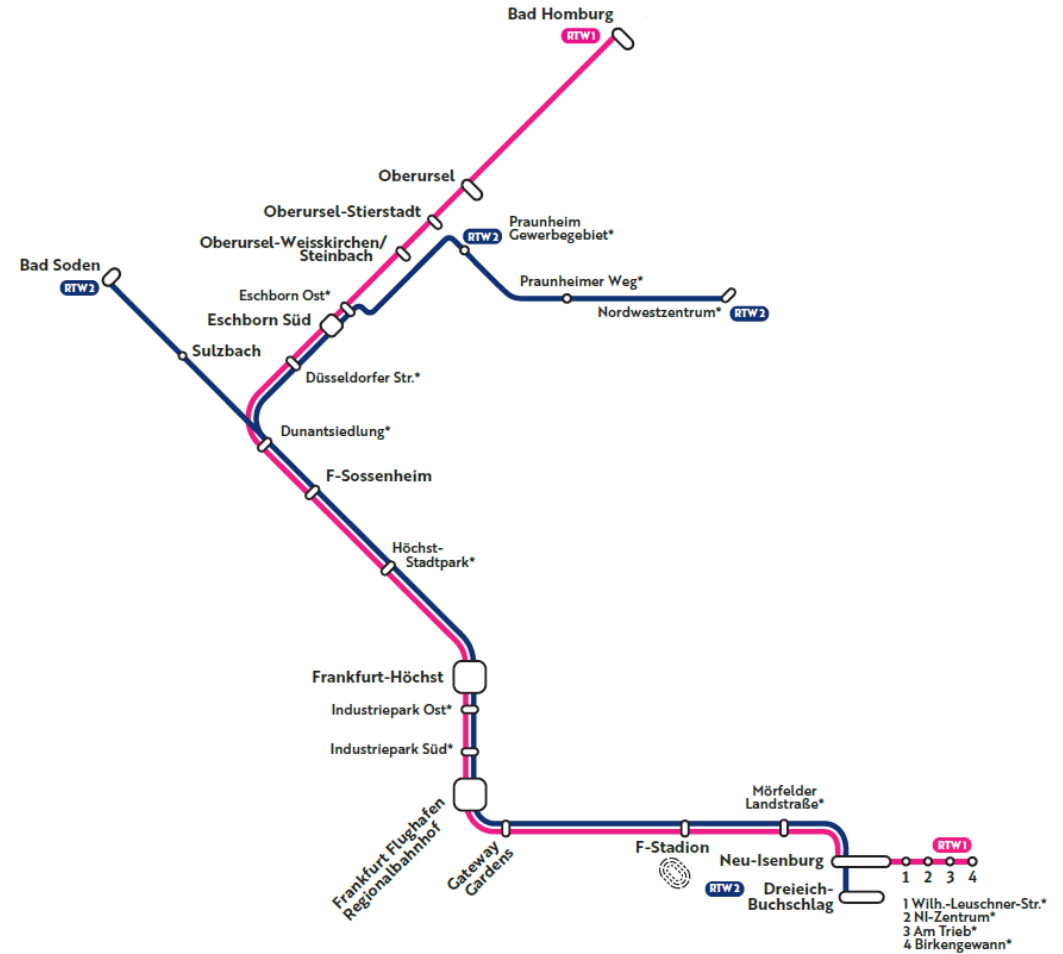 Bad Homburg
RTW1
Oberursel
Oberursel-Stierstadt
Praunheim
Gewerbegebiet*
RTW2
Oberursel-Weisskirchen/
Steinbach
Bad Soden
RTW2
Praunheimer Weg*
Eschborn Ost*
Nordwestzentrum*
RTW2
Eschborn Süd
Sulzbach
Düsseldorfer Str.*
Dunantsiedlung*
F-Sossenheim
Höchst-
Stadtpark*
Frankfurt-Höchst
Industriepark Ost*
Industriepark Süd*
Frankfurt Flughafen
Regionalbahnhof
Gateway
Gardens
F-Stadion
Mörfelder
Landstraße*
Neu-Isenburg
RTW1
1 2 3 4
RTW2
Dreieich-
Buchschlag
1 Wilh.-Leuschner-Str.*
2 NI-Zentrum*
3 Am Trieb*
4 Birkengewann*